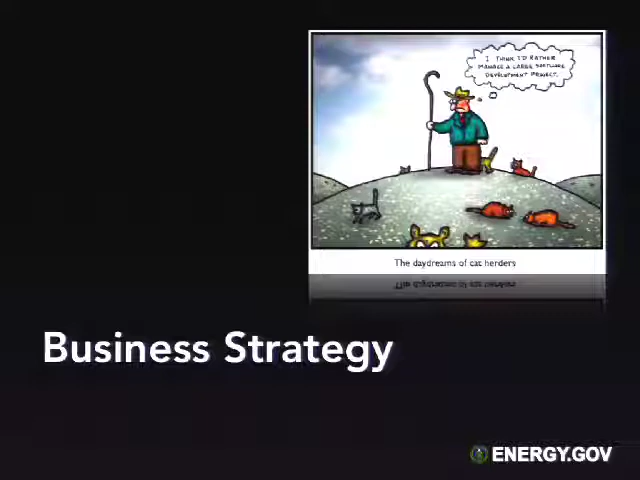 I THINK I'D RATHER
MANAGE A LARGE SOFTWARE
DEVELOPMENT PROJECT.
The daydreams of cat herders
Business Strategy
ENERGY.GOV